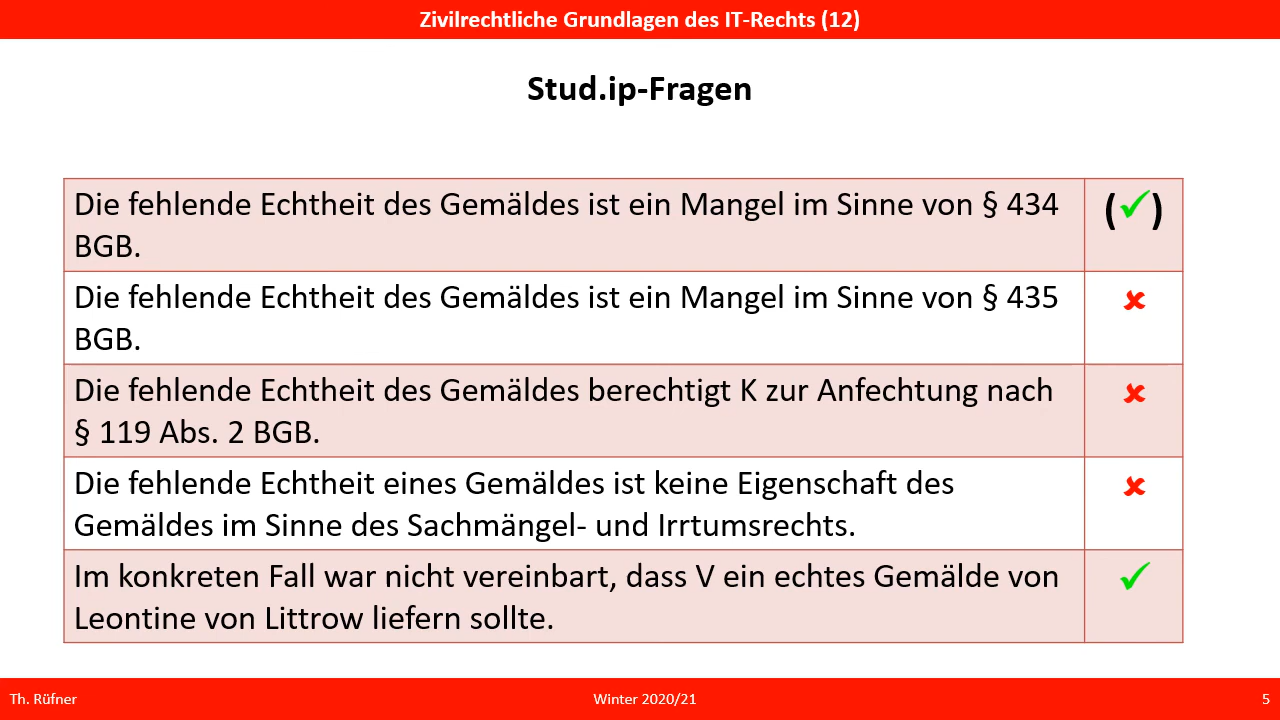 Zivilrechtliche Grundlagen des IT-Rechts (12)
Stud.ip-Fragen
Die fehlende Echtheit des Gemäldes ist ein Mangel im Sinne von § 434 (✓)
BGB.
Die fehlende Echtheit des Gemäldes ist ein Mangel im Sinne von § 435 ✘
BGB.
Die fehlende Echtheit des Gemäldes berechtigt K zur Anfechtung nach ✘
§ 119 Abs. 2 BGB.
Die fehlende Echtheit eines Gemäldes ist keine Eigenschaft des ✘
Gemäldes im Sinne des Sachmängel- und Irrtumsrechts.
Im konkreten Fall war nicht vereinbart, dass V ein echtes Gemälde von ✓
Leontine von Littrow liefern sollte.
Th. Rüfner Winter 2020/21 5